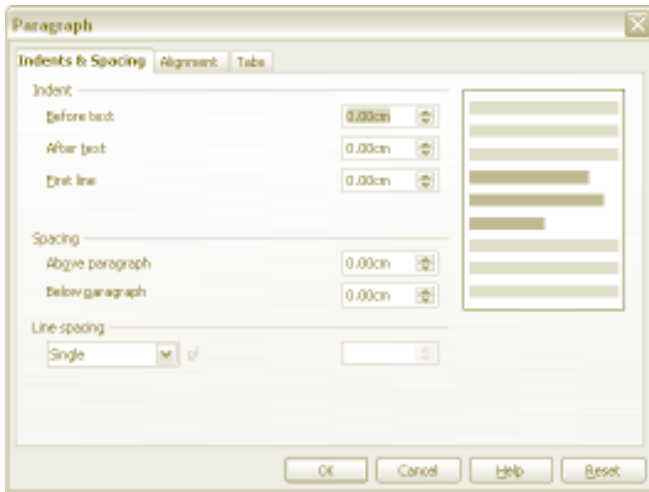 Paragraph
Indents & Spacing Alignment Tabs
Indent
Before text 0.00cm
After text 0.00cm
First line 0.00cm
Spacing
Above paragraph 0.00cm
Below paragraph 0.00cm
Line spacing
Single of
OK Cancel Help Reset